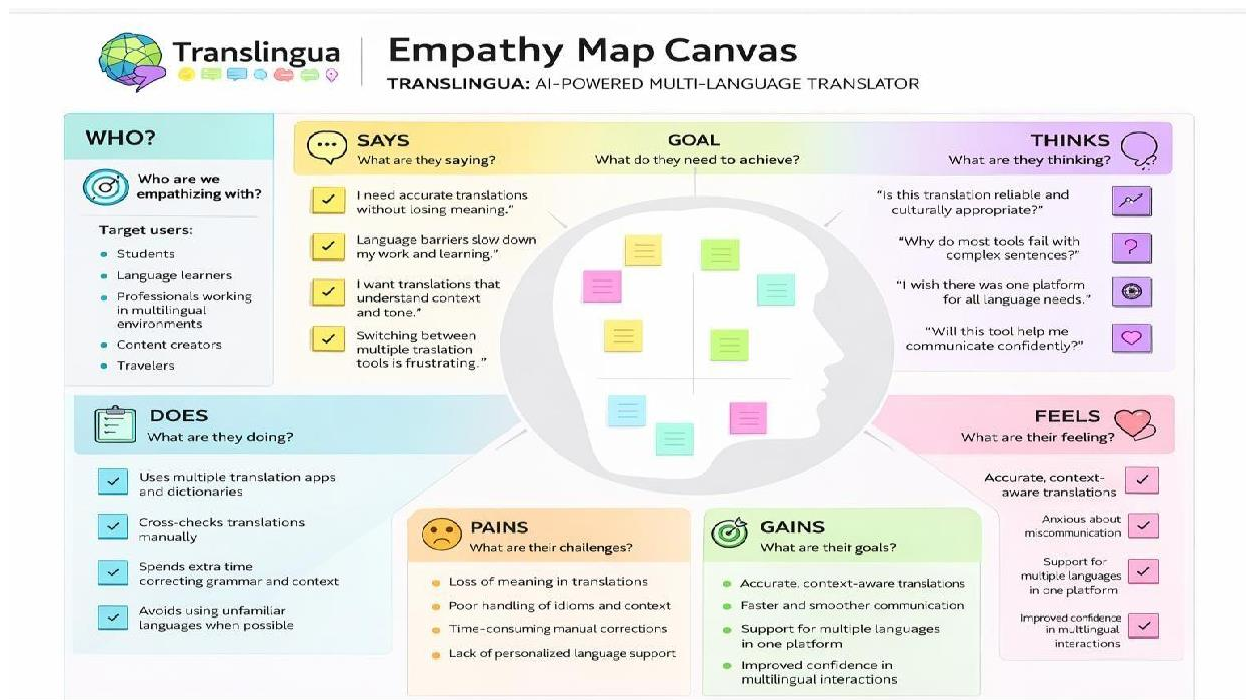 Translingua
Empathy Map Canvas
TRANSLINGUA: AI-POWERED MULTI-LANGUAGE TRANSLATOR
WHO?
Who are we
empathizing with?
Target users:
Students
Language learners
Professionals working
in multilingual
environments
Content creators
Travelers
SAYS
What are they saying?
I need accurate translations
without losing meaning."
Language barriers slow down
my work and learning."
I want translations that
understand context
and tone."
Switching between
multiple traslation
tools is frustrating."
GOAL
What do they need to achieve?
THINKS
What are they thinking?
"Is this translation reliable and
culturally appropriate?"
"Why do most tools fail with
complex sentences?"
"I wish there was one platform
for all language needs."
"Will this tool help me
communicate confidently?"
DOES
What are they doing?
Uses multiple translation apps
and dictionaries
Cross-checks translations
manually
Spends extra time
correcting grammar and context
Avoids using unfamiliar
languages when possible
PAINS
What are their challenges?
Loss of meaning in translations
Poor handling of idioms and context
Time-consuming manual corrections
Lack of personalized language support
GAINS
What are their goals?
Accurate, context-aware translations
Faster and smoother communication
Support for multiple languages
in one platform
Improved confidence in
multilingual interactions
FEELS
What are their feeling?
Accurate, context-
aware translations
Anxious about
miscommunication
Support for
multiple languages
in one platform
Improved confidence
in multlingual
interactions